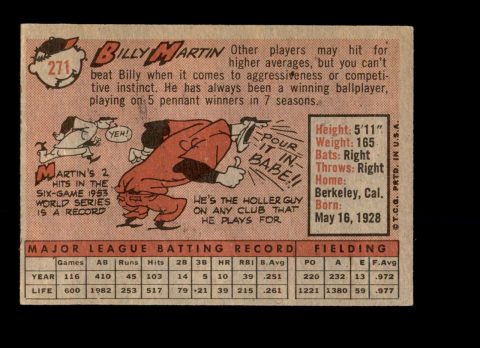 271
BILLY MARTIN
Other players may hit for
higher averages, but you can't
beat Billy when it comes to aggressiveness or competi-
tive instinct. He has always been a winning ballplayer,
playing on 5 pennant winners in 7 seasons.
YEH!
MARTIN'S 2
HITS IN THE
SIX-GAME 1953
WORLD SERIES
IS A RECORD
POUR
IT IN,
BABE!!
HE'S THE HOLLER GUY
ON ANY CLUB THAT
HE PLAYS FOR.
Height: 5'11"
Weight: 165
Bats: Right
Throws: Right
Home:
Berkeley, Cal.
Born:
May 16, 1928
© T.C.G. PRTD. IN U.S.A.
MAJOR LEAGUE BATTING RECORD FIELDING
Games AB Runs Hits 2B 3B HR RBI B.Avg PO A E F.Avg
YEAR 116 410 45 103 14 5 10 39 .251 220 232 13 .972
LIFE 600 1982 253 517 79 21 39 215 .261 1221 1380 59 .977